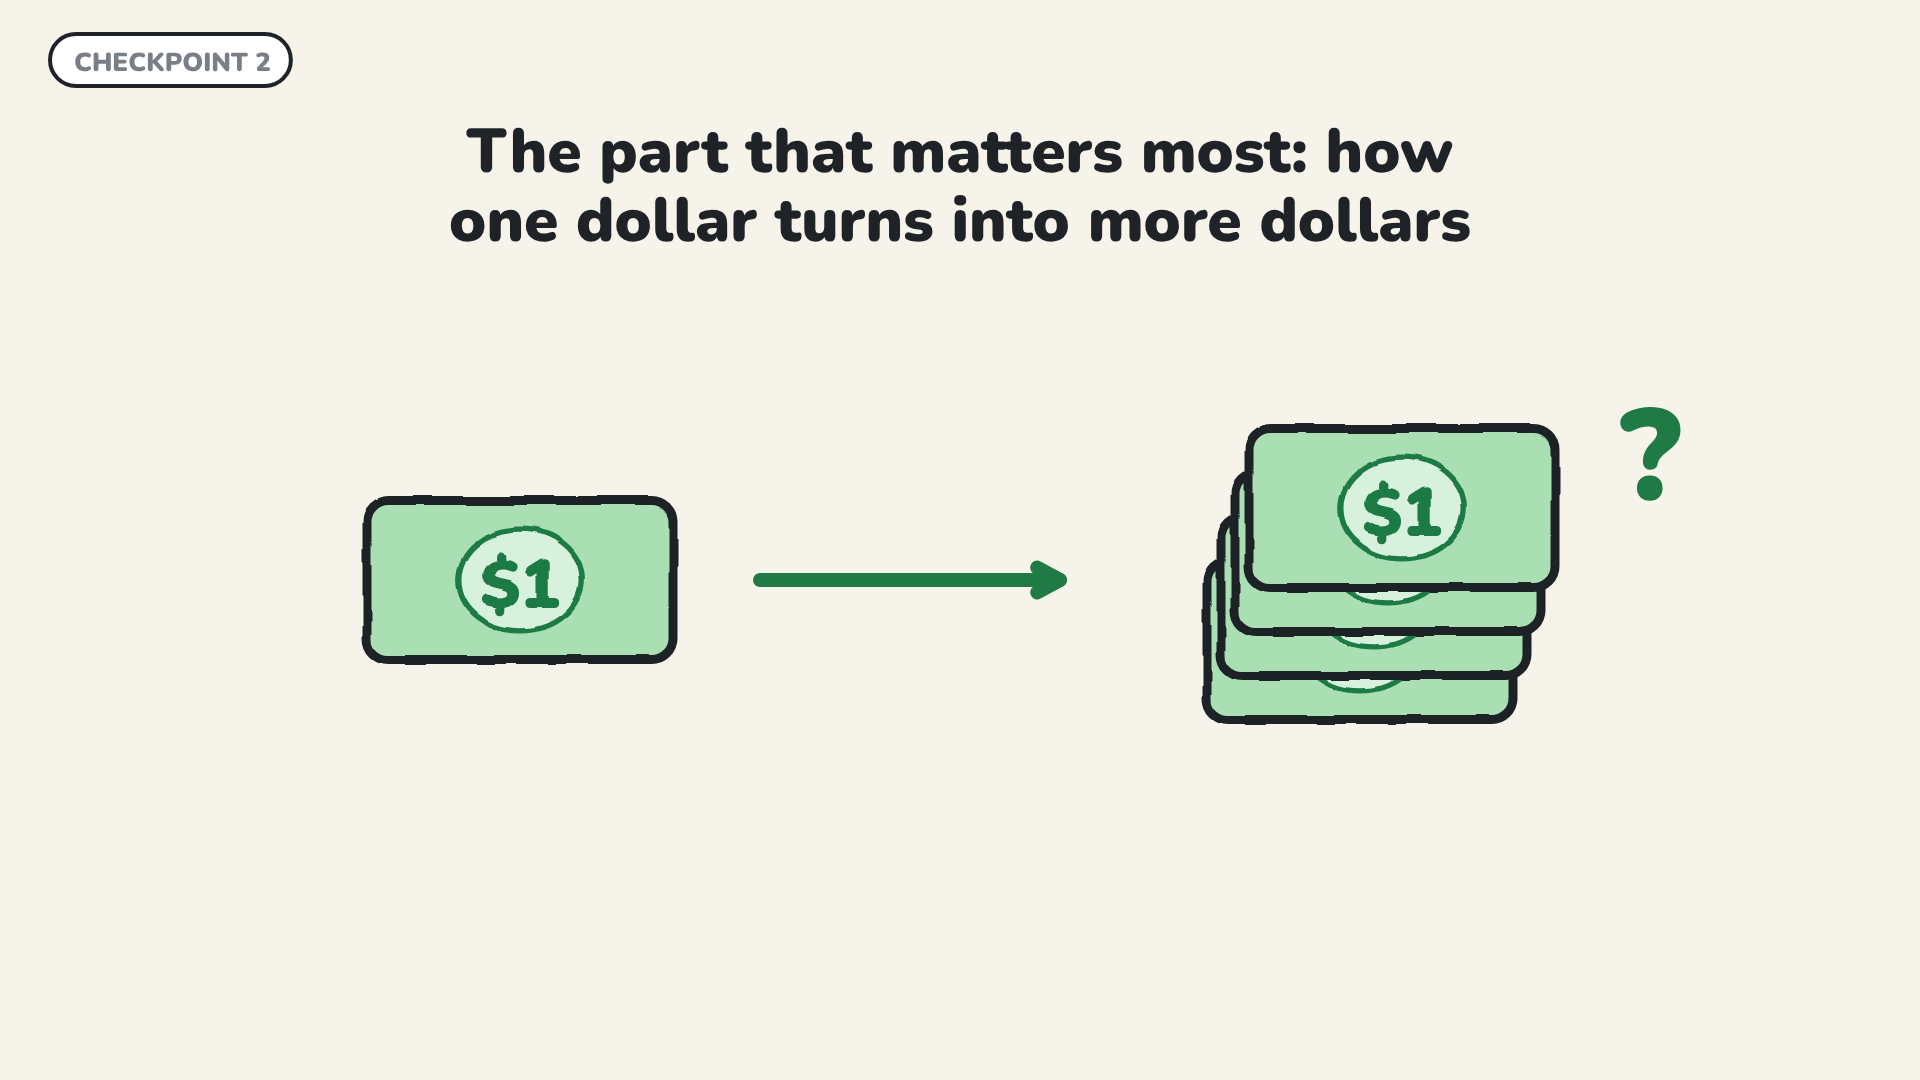 CHECKPOINT 2
The part that matters most: how
one dollar turns into more dollars
$1
$1
?